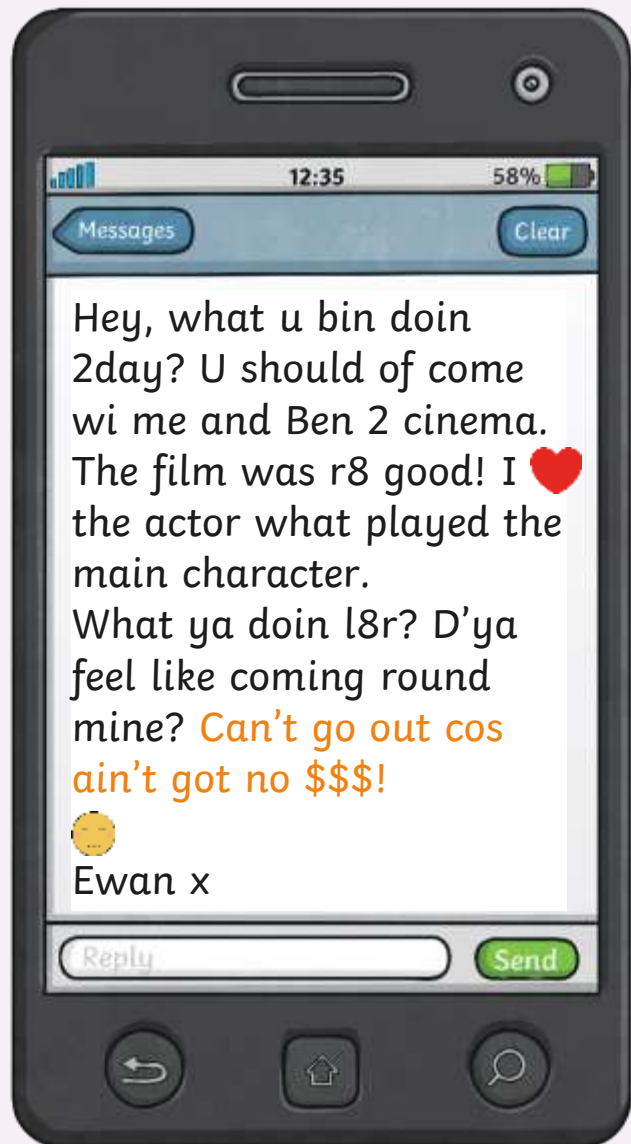 12:35 58%
Messages Clear
Hey, what u bin doin
2day? U should of come
wi me and Ben 2 cinema.
The film was r8 good! I ❤
the actor what played the
main character.
What ya doin l8r? D'ya
feel like coming round
mine? Can't go out cos
ain't got no $$$!
Ewan x
Reply Send